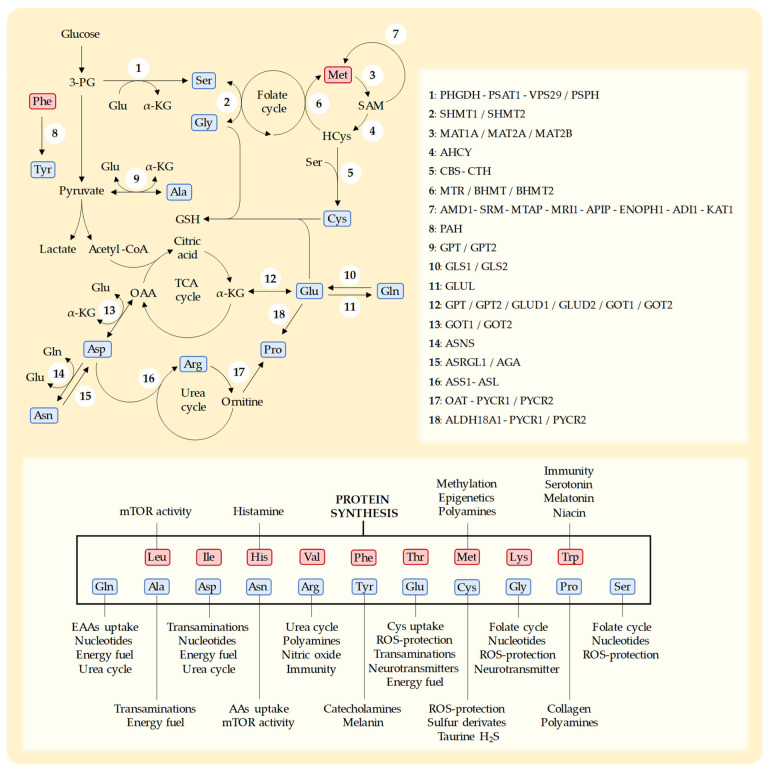 Glucose
3-PG
1
Glu
α-KG
Ser
Gly
2
Folate
cycle
6
Met
3
7
SAM
4
HCys
Ser
5
Cys
Phe
8
Tyr
Pyruvate
Glu
α-KG
9
Ala
GSH
Lactate
Acetyl-CoA
Citric
acid
OAA
TCA
cycle
α-KG
12
Glu
10
11
Gln
Glu
α-KG
13
18
Pro
Asp
Gln
Glu
14
15
Asn
16
Arg
17
Urea
cycle
Ornitine
1: PHGDH - PSAT1 - VPS29 / PSPH
2: SHMT1 / SHMT2
3: MAT1A / MAT2A / MAT2B
4: AHCY
5: CBS- CTH
6: MTR / BHMT / BHMT2
7: AMD1- SRM - MTAP - MRI1 - APIP - ENOPH1 - ADI1 - KAT1
8: PAH
9: GPT / GPT2
10: GLS1 / GLS2
11: GLUL
12: GPT / GPT2 / GLUD1 / GLUD2 / GOT1 / GOT2
13: GOT1 / GOT2
14: ASNS
15: ASRGL1 / AGA
16: ASS1- ASL
17: OAT - PYCR1 / PYCR2
18: ALDH18A1 - PYCR1 / PYCR2
mTOR activity
Histamine
PROTEIN
SYNTHESIS
Methylation
Epigenetics
Polyamines
Immunity
Serotonin
Melatonin
Niacin
Leu Ile His Val Phe Thr Met Lys Trp
Gln Ala Asp Asn Arg Tyr Glu Cys Gly Pro Ser
EAAs uptake
Nucleotides
Energy fuel
Urea cycle
Transaminations
Nucleotides
Energy fuel
Urea cycle
Urea cycle
Polyamines
Nitric oxide
Immunity
Cys uptake
ROS-protection
Transaminations
Neurotransmitters
Energy fuel
Folate cycle
Nucleotides
ROS-protection
Neurotransmitter
Folate cycle
Nucleotides
ROS-protection
Transaminations
Energy fuel
AAs uptake
mTOR activity
Catecholamines
Melanin
ROS-protection
Sulfur derivates
Taurine H₂S
Collagen
Polyamines